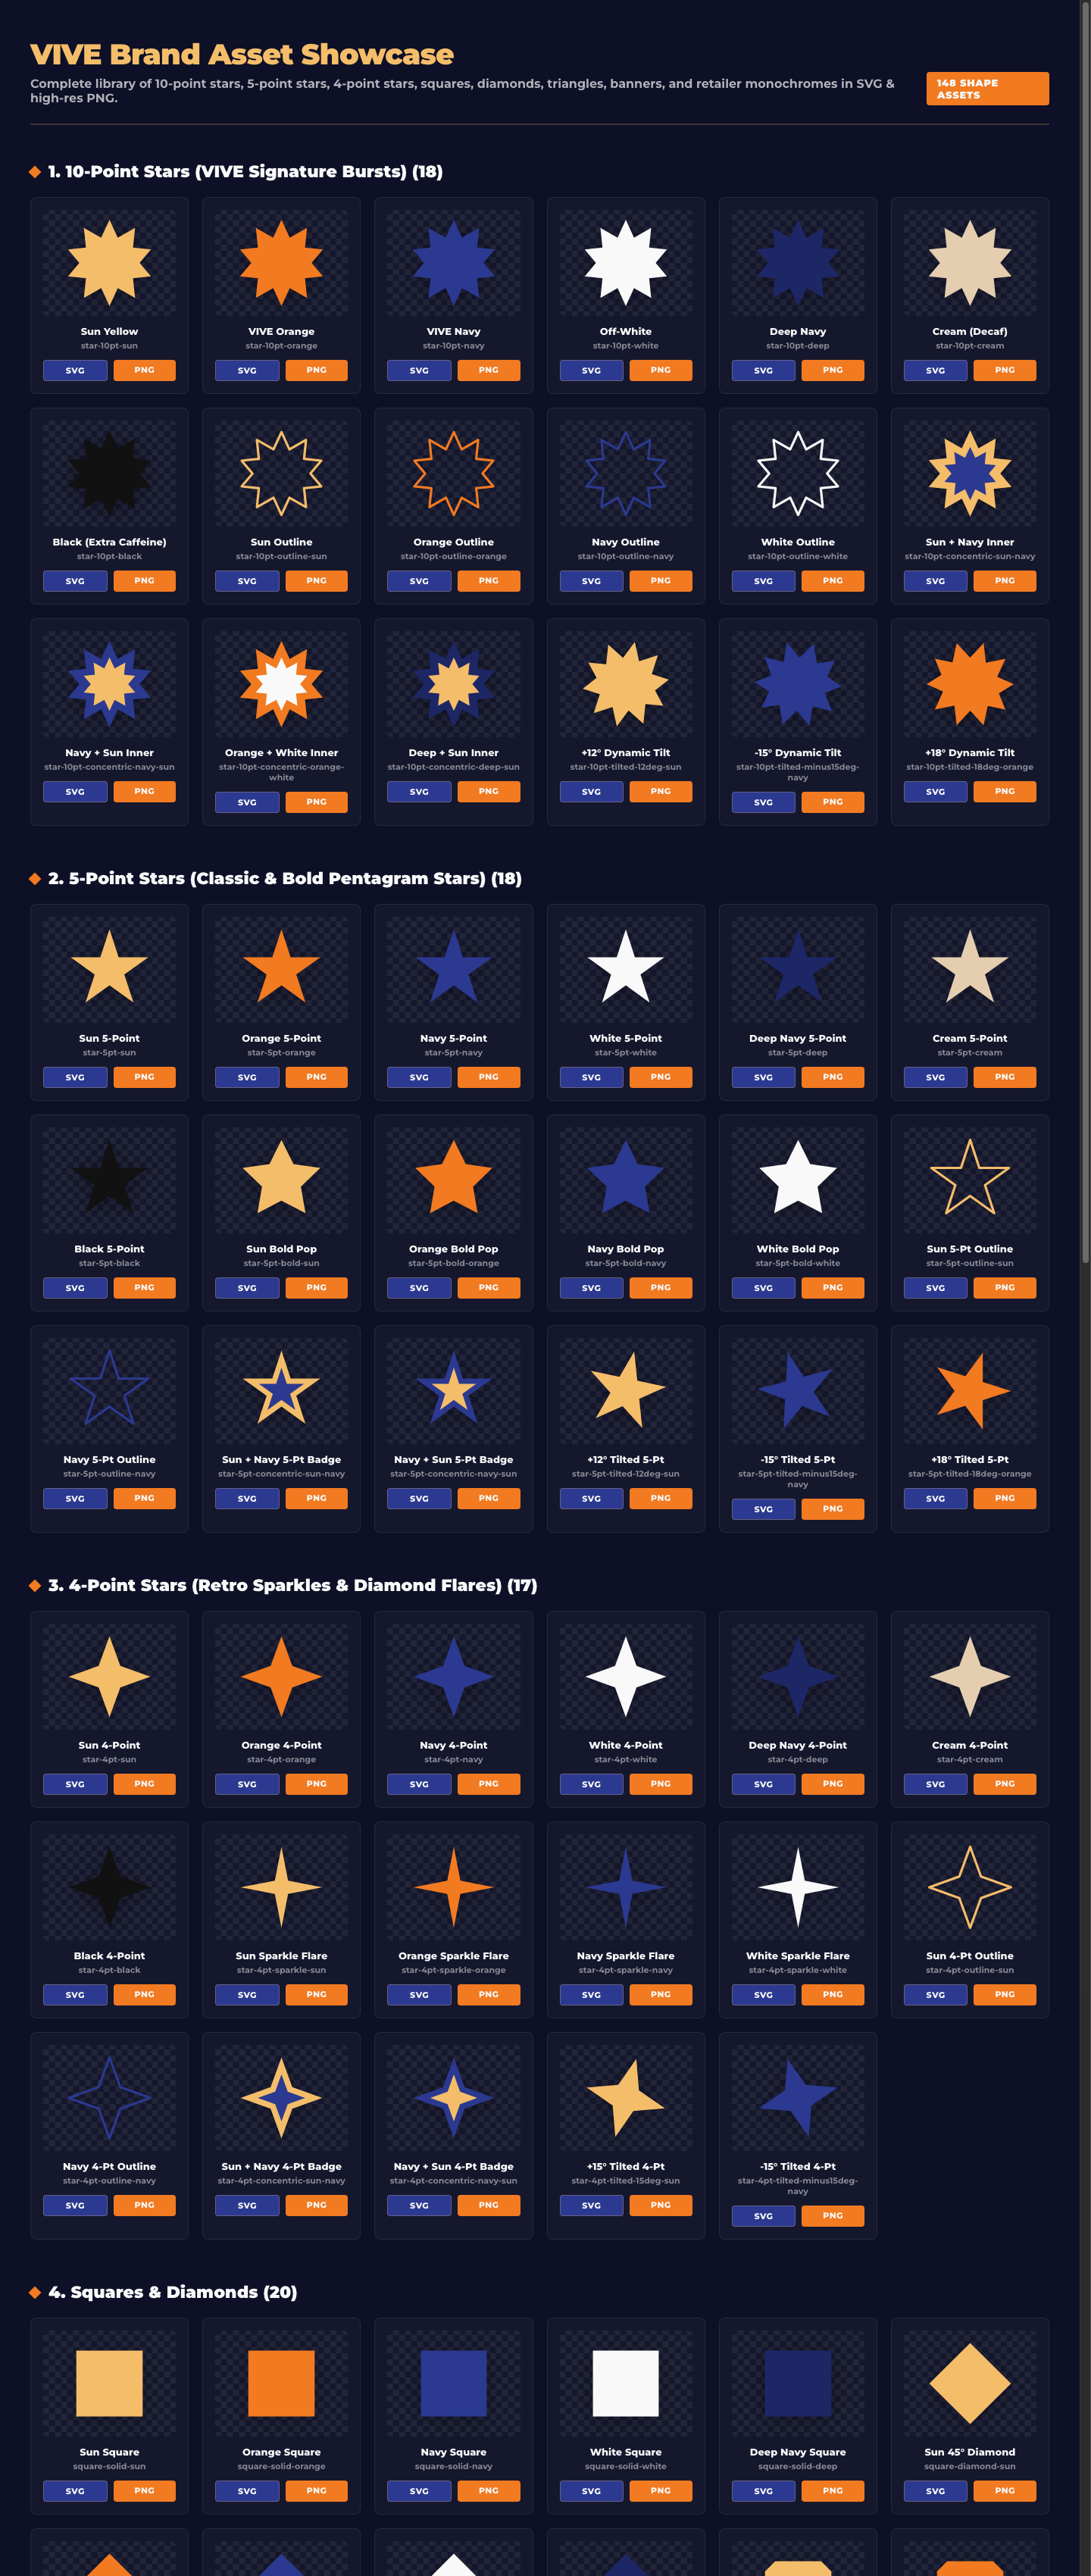 VIVE Brand Asset Showcase
Complete library of 10-point stars, 5-point stars, 4-point stars, squares, diamonds, triangles, banners, and retailer monochromes in SVG &
high-res PNG.
148 SHAPE
ASSETS
1. 10-Point Stars (VIVE Signature Bursts) (18)
Sun Yellow
star-10pt-sun
SVG PNG
VIVE Orange
star-10pt-orange
SVG PNG
VIVE Navy
star-10pt-navy
SVG PNG
Off-White
star-10pt-white
SVG PNG
Deep Navy
star-10pt-deep
SVG PNG
Cream (Decaf)
star-10pt-cream
SVG PNG
Black (Extra Caffeine)
star-10pt-black
SVG PNG
Sun Outline
star-10pt-outline-sun
SVG PNG
Orange Outline
star-10pt-outline-orange
SVG PNG
Navy Outline
star-10pt-outline-navy
SVG PNG
White Outline
star-10pt-outline-white
SVG PNG
Sun + Navy Inner
star-10pt-concentric-sun-navy
SVG PNG
Navy + Sun Inner
star-10pt-concentric-navy-sun
SVG PNG
Orange + White Inner
star-10pt-concentric-orange-
white
SVG PNG
Deep + Sun Inner
star-10pt-concentric-deep-sun
SVG PNG
+12° Dynamic Tilt
star-10pt-tilted-12deg-sun
SVG PNG
-15° Dynamic Tilt
star-10pt-tilted-minus15deg-
navy
SVG PNG
+18° Dynamic Tilt
star-10pt-tilted-18deg-orange
SVG PNG
2. 5-Point Stars (Classic & Bold Pentagram Stars) (18)
Sun 5-Point
star-5pt-sun
SVG PNG
Orange 5-Point
star-5pt-orange
SVG PNG
Navy 5-Point
star-5pt-navy
SVG PNG
White 5-Point
star-5pt-white
SVG PNG
Deep Navy 5-Point
star-5pt-deep
SVG PNG
Cream 5-Point
star-5pt-cream
SVG PNG
Black 5-Point
star-5pt-black
SVG PNG
Sun Bold Pop
star-5pt-bold-sun
SVG PNG
Orange Bold Pop
star-5pt-bold-orange
SVG PNG
Navy Bold Pop
star-5pt-bold-navy
SVG PNG
White Bold Pop
star-5pt-bold-white
SVG PNG
Sun 5-Pt Outline
star-5pt-outline-sun
SVG PNG
Navy 5-Pt Outline
star-5pt-outline-navy
SVG PNG
Sun + Navy 5-Pt Badge
star-5pt-concentric-sun-navy
SVG PNG
Navy + Sun 5-Pt Badge
star-5pt-concentric-navy-sun
SVG PNG
+12° Tilted 5-Pt
star-5pt-tilted-12deg-sun
SVG PNG
-15° Tilted 5-Pt
star-5pt-tilted-minus15deg-
navy
SVG PNG
+18° Tilted 5-Pt
star-5pt-tilted-18deg-orange
SVG PNG
3. 4-Point Stars (Retro Sparkles & Diamond Flares) (17)
Sun 4-Point
star-4pt-sun
SVG PNG
Orange 4-Point
star-4pt-orange
SVG PNG
Navy 4-Point
star-4pt-navy
SVG PNG
White 4-Point
star-4pt-white
SVG PNG
Deep Navy 4-Point
star-4pt-deep
SVG PNG
Cream 4-Point
star-4pt-cream
SVG PNG
Black 4-Point
star-4pt-black
SVG PNG
Sun Sparkle Flare
star-4pt-sparkle-sun
SVG PNG
Orange Sparkle Flare
star-4pt-sparkle-orange
SVG PNG
Navy Sparkle Flare
star-4pt-sparkle-navy
SVG PNG
White Sparkle Flare
star-4pt-sparkle-white
SVG PNG
Sun 4-Pt Outline
star-4pt-outline-sun
SVG PNG
Navy 4-Pt Outline
star-4pt-outline-navy
SVG PNG
Sun + Navy 4-Pt Badge
star-4pt-concentric-sun-navy
SVG PNG
Navy + Sun 4-Pt Badge
star-4pt-concentric-navy-sun
SVG PNG
+15° Tilted 4-Pt
star-4pt-tilted-15deg-sun
SVG PNG
-15° Tilted 4-Pt
star-4pt-tilted-minus15deg-
navy
SVG PNG
4. Squares & Diamonds (20)
Sun Square
square-solid-sun
SVG PNG
Orange Square
square-solid-orange
SVG PNG
Navy Square
square-solid-navy
SVG PNG
White Square
square-solid-white
SVG PNG
Deep Navy Square
square-solid-deep
SVG PNG
Sun 45° Diamond
square-diamond-sun
SVG PNG